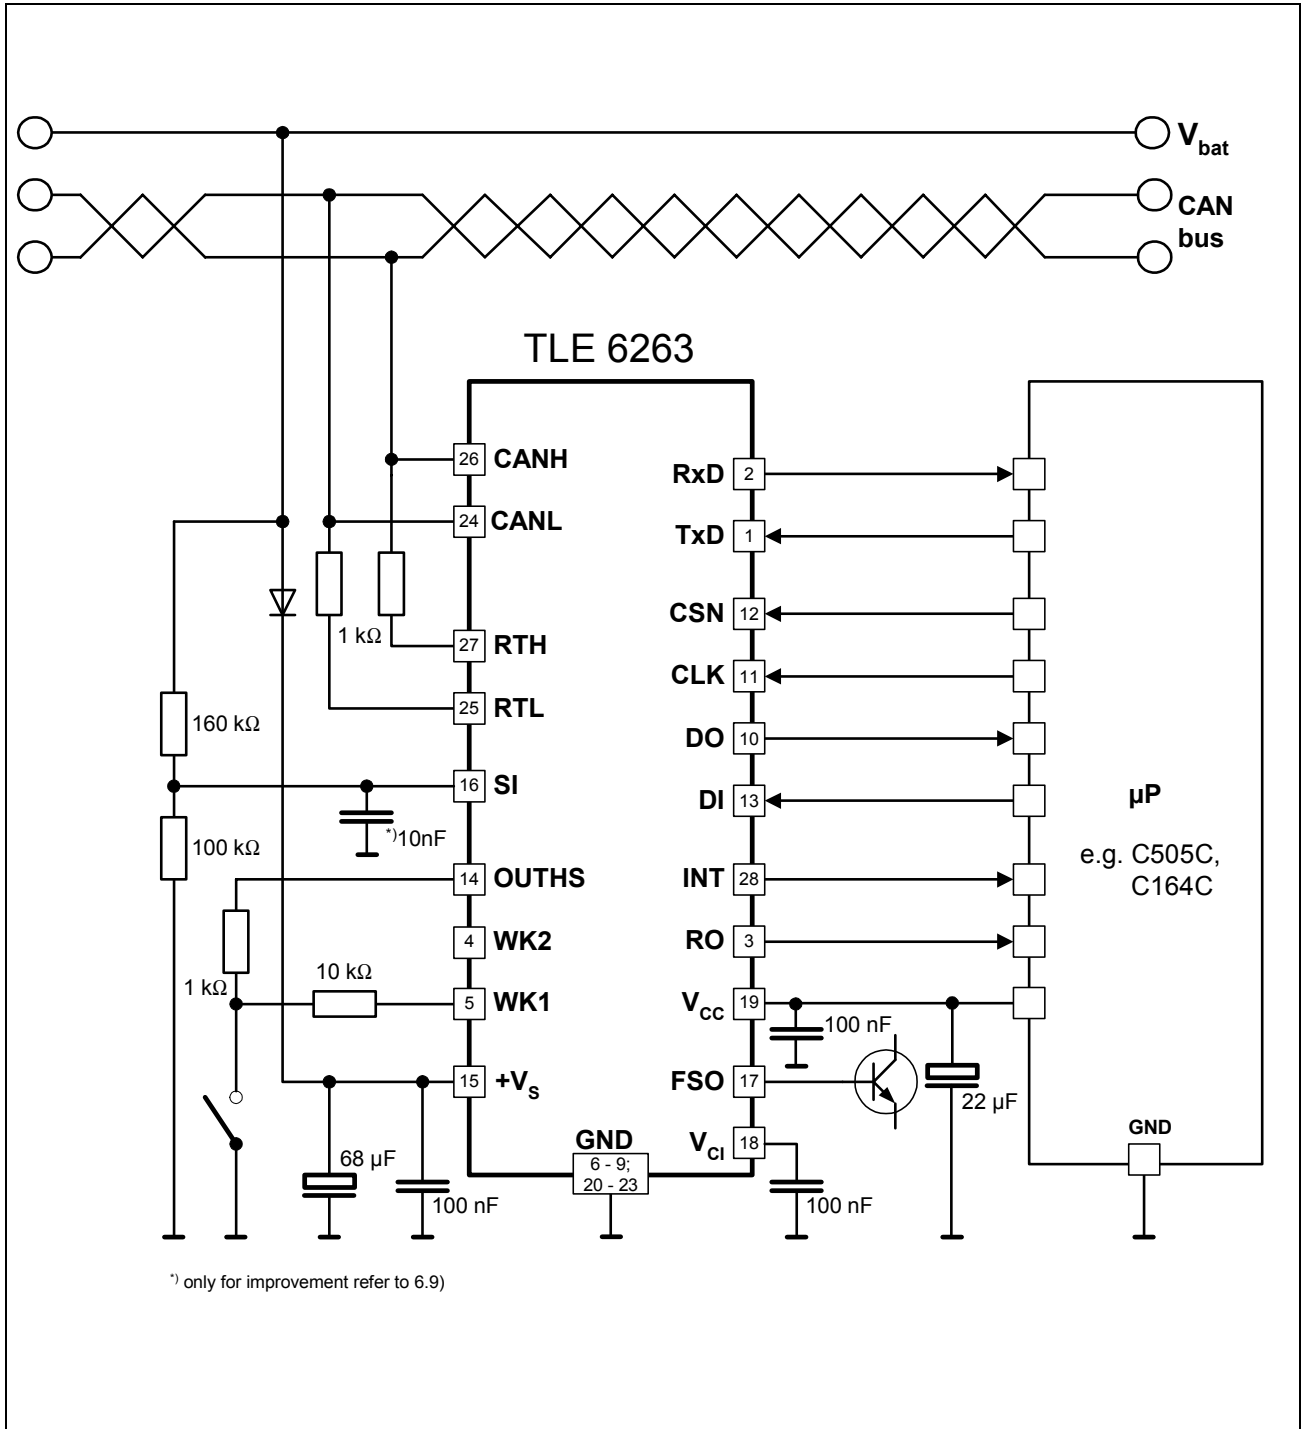 V_bat
CAN
bus
TLE 6263
26 CANH
RxD 2
24 CANL
TxD 1
CSN 12
1 kΩ
27 RTH
CLK 11
25 RTL
160 kΩ
DO 10
16 SI
DI 13
µP
*)10nF
100 kΩ
e.g. C505C,
C164C
14 OUTHS
INT 28
4 WK2
RO 3
10 kΩ
1 kΩ
5 WK1
V_CC 19
100 nF
15 +V_S
FSO 17
22 µF
GND
GND
V_CI 18
68 µF
6 - 9;
20 - 23
100 nF
100 nF
*) only for improvement refer to 6.9)